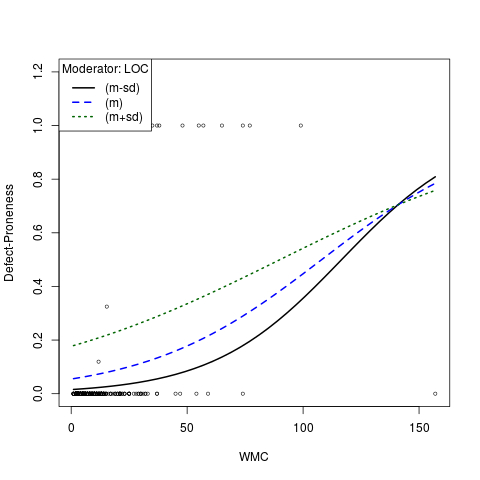 Moderator: LOC
(m-sd)
(m)
(m+sd)
Defect-Proneness
1.2
1.0
0.8
0.6
0.4
0.2
0.0
0 50 100 150
WMC